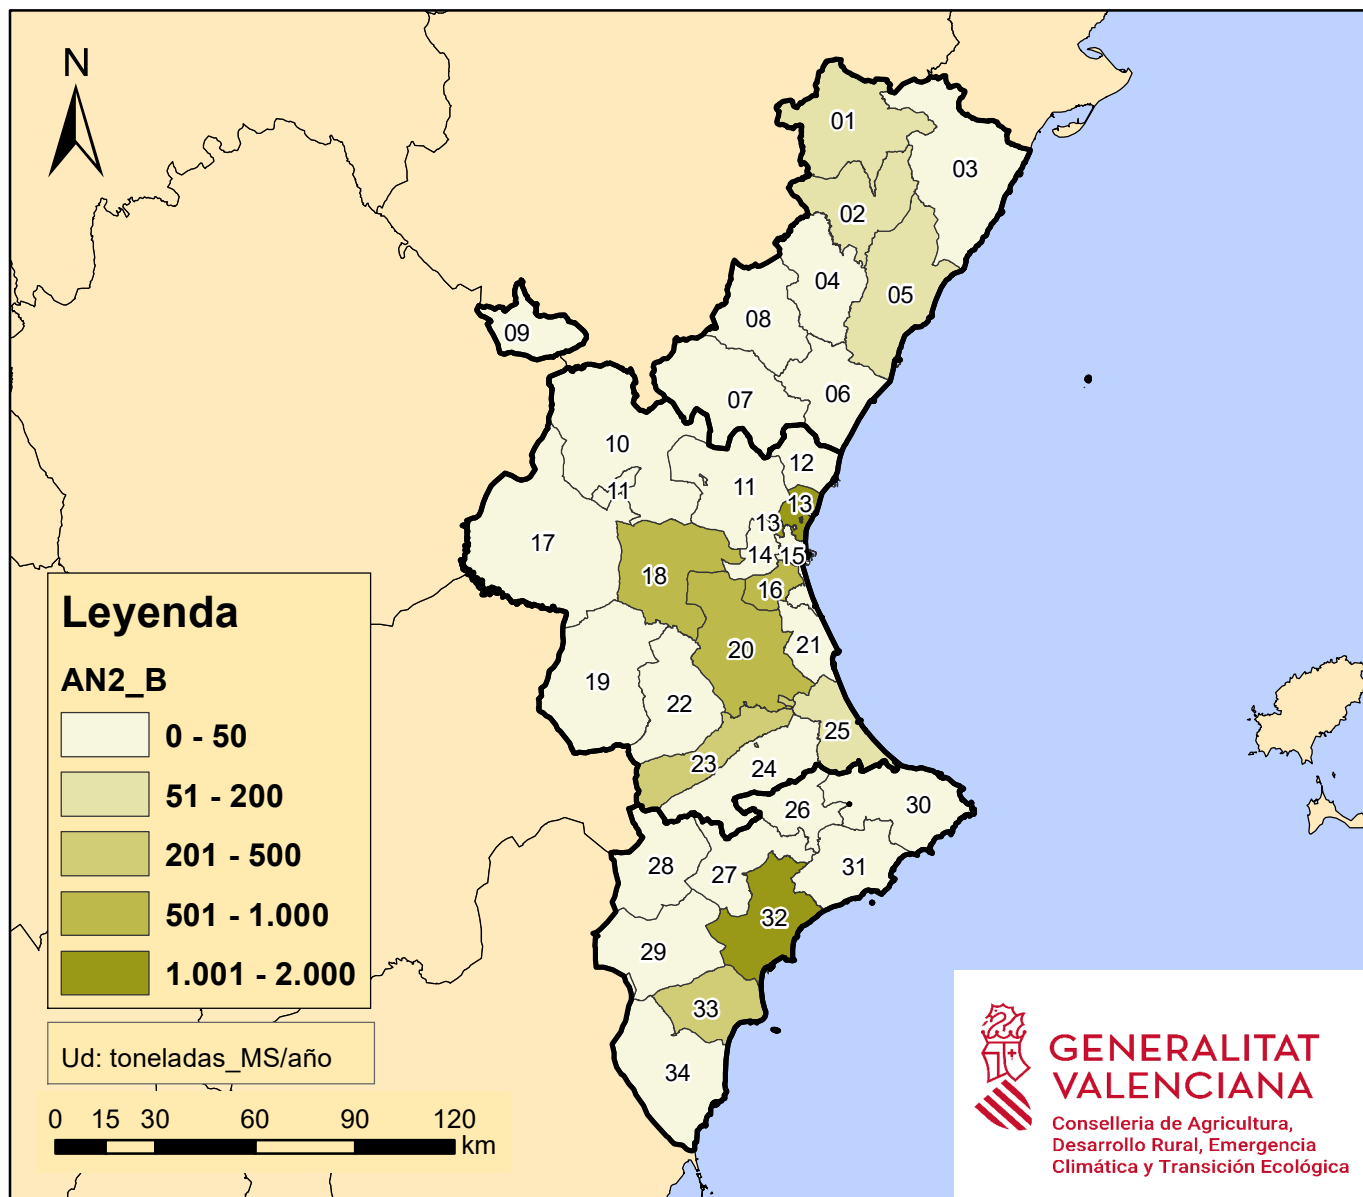 N
01
03
02
04
05
08
09
06
07
10
12
11
11
13
13
17
14
15
18
16
20
21
19
22
25
23
24
26
30
28
27
31
32
29
33
34
Leyenda
AN2_B
0 - 50
51 - 200
201 - 500
501 - 1.000
1.001 - 2.000
Ud: toneladas_MS/año
0 15 30 60 90 120
km
GENERALITAT
VALENCIANA
Conselleria de Agricultura,
Desarrollo Rural, Emergencia
Climática y Transición Ecológica